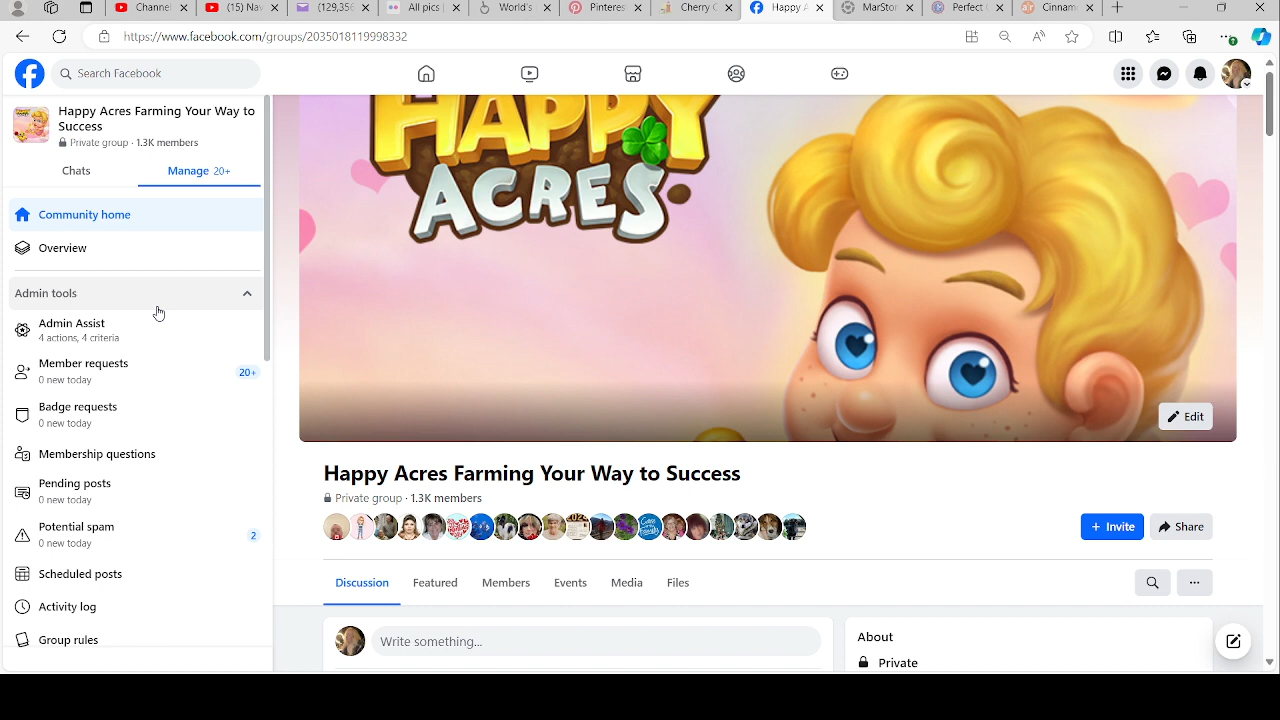 Channel c
(15) Nav
(129,356
All pics
World's
Pinteres
Cherry C
Happy A
MarStor
Perfect C
Cinnam
https://www.facebook.com/groups/2035018119998332
Search Facebook
Happy Acres Farming Your Way to
Success
Private group · 1.3K members
Chats
Manage 20+
Community home
Overview
Admin tools
Admin Assist
4 actions, 4 criteria
Member requests
0 new today
20+
Badge requests
0 new today
Membership questions
Pending posts
0 new today
Potential spam
0 new today
2
Scheduled posts
Activity log
Group rules
HAPPY
ACRES
Edit
Happy Acres Farming Your Way to Success
Private group · 1.3K members
+ Invite
Share
Discussion
Featured
Members
Events
Media
Files
Write something...
About
Private